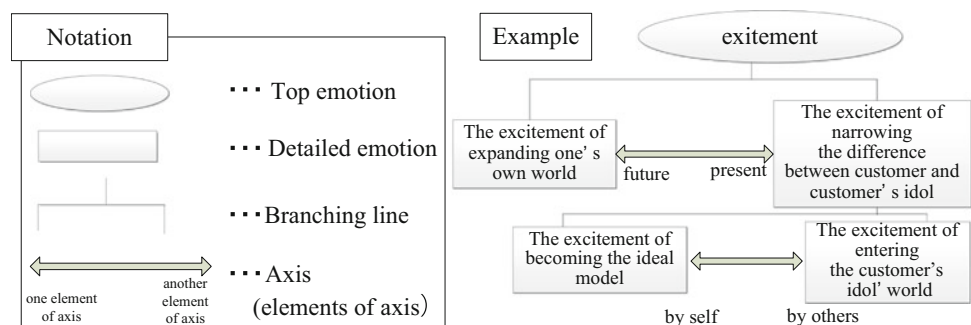 Notation
··· Top emotion
··· Detailed emotion
··· Branching line
··· Axis
(elements of axis)
one element
of axis
another
element
of axis
Example
exitement
The excitement of
expanding one's
own world
future
present
The excitement of
narrowing
the difference
between customer and
customer's idol
The excitement of
becoming the ideal
model
The excitement of
entering
the customer's
idol' world
by self
by others